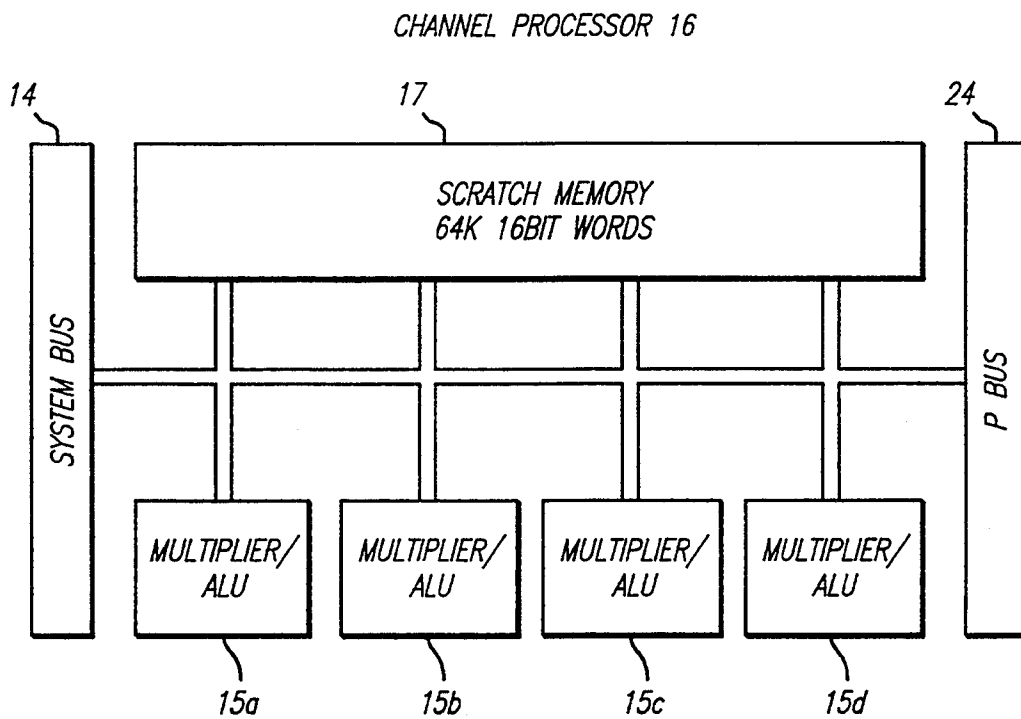 CHANNEL PROCESSOR 16
14
17
24
SCRATCH MEMORY
64K 16BIT WORDS
SYSTEM BUS
P BUS
MULTIPLIER/
ALU
MULTIPLIER/
ALU
MULTIPLIER/
ALU
MULTIPLIER/
ALU
15a
15b
15c
15d